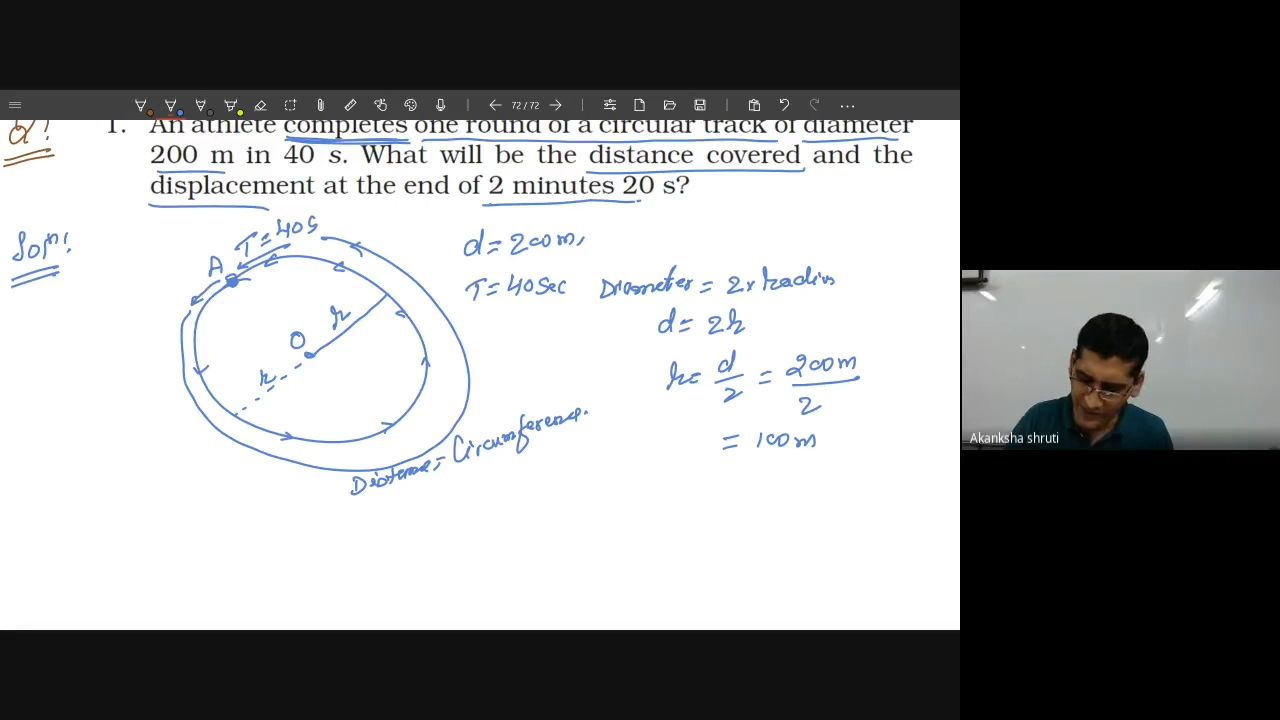 72/72
Q!
1. An athlete completes one round of a circular track of diameter
200 m in 40 s. What will be the distance covered and the
displacement at the end of 2 minutes 20 s?
Solⁿ!
T = 40S
A
O
r
r
Distance = Circumference.
d = 200m,
T = 40Sec
Diameter = 2x radius
d = 2r
r = d/2 = 200m/2
= 100m
Akanksha shruti